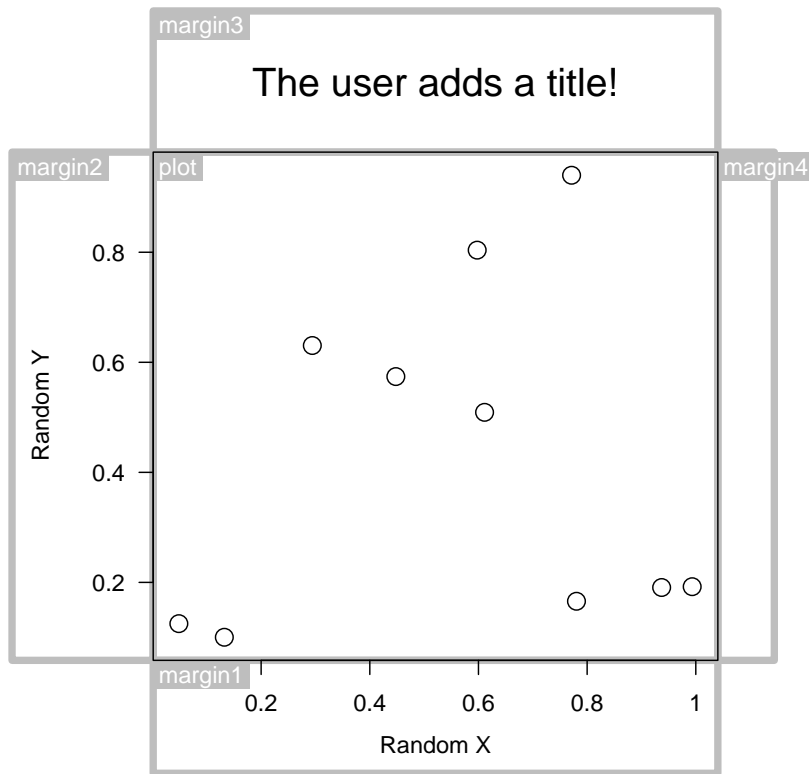 margin3
The user adds a title!
margin2
plot
margin4
0.8
0.6
0.4
0.2
Random Y
margin1
0.2 0.4 0.6 0.8 1
Random X